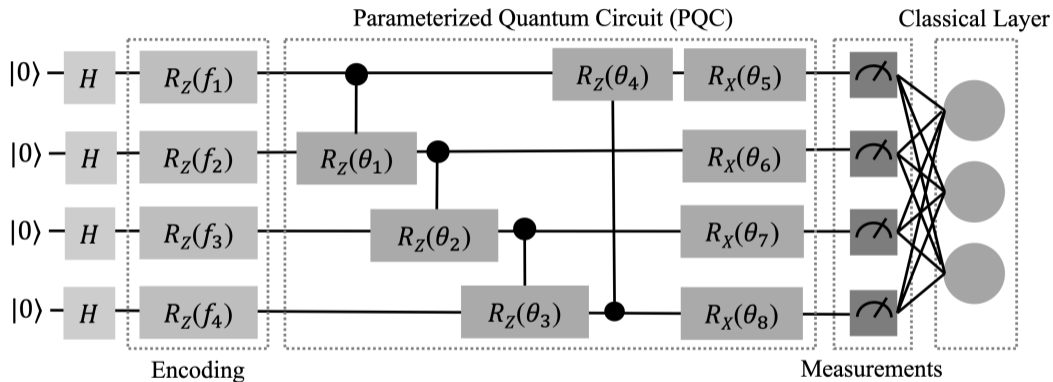 Parameterized Quantum Circuit (PQC)
Classical Layer
|0⟩ H R_Z(f_1) R_Z(θ_4) R_X(θ_5)
|0⟩ H R_Z(f_2) R_Z(θ_1) R_X(θ_6)
|0⟩ H R_Z(f_3) R_Z(θ_2) R_X(θ_7)
|0⟩ H R_Z(f_4) R_Z(θ_3) R_X(θ_8)
Encoding
Measurements